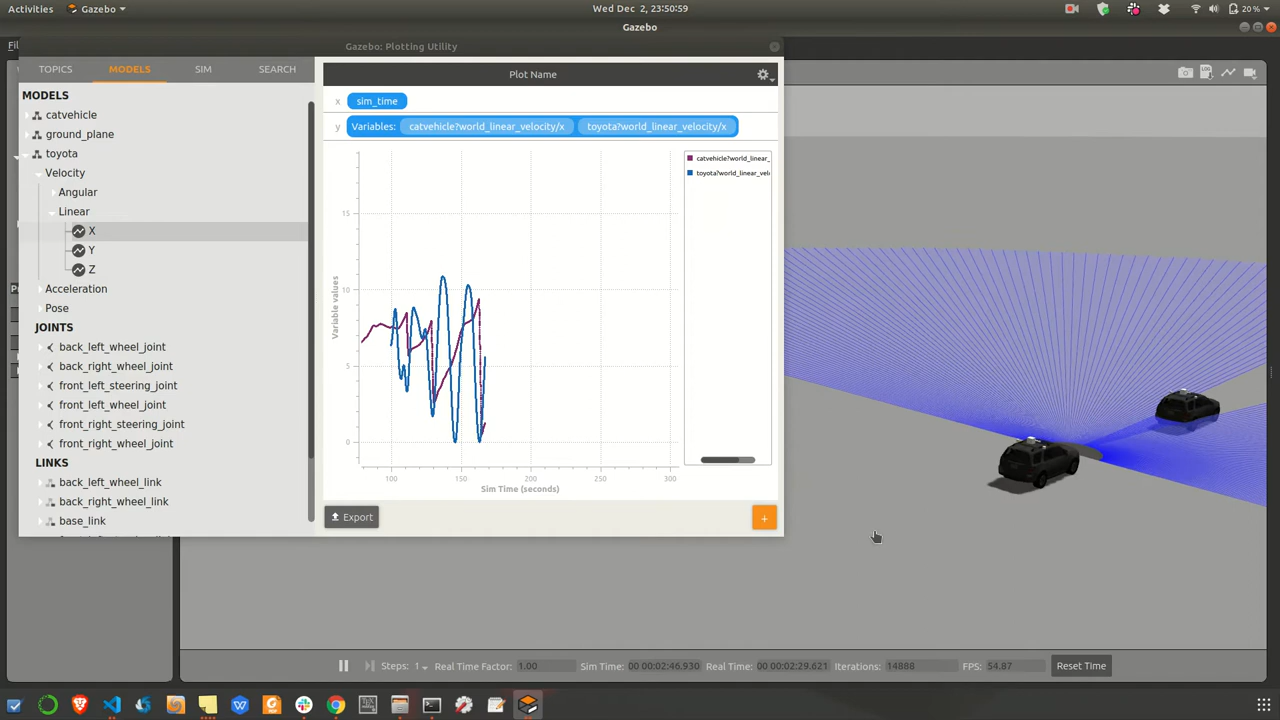 Activities
Gazebo
Wed Dec 2, 23:50:59
20 %
Gazebo
Gazebo: Plotting Utility
TOPICS
MODELS
SIM
SEARCH
MODELS
catvehicle
ground_plane
toyota
Velocity
Angular
Linear
X
Y
Z
Acceleration
Pose
JOINTS
back_left_wheel_joint
back_right_wheel_joint
front_left_steering_joint
front_left_wheel_joint
front_right_steering_joint
front_right_wheel_joint
LINKS
back_left_wheel_link
back_right_wheel_link
base_link
Plot Name
x sim_time
y Variables: catvehicle?world_linear_velocity/x toyota?world_linear_velocity/x
catvehicle?world_linear_
toyota?world_linear_vel
Variable values
15
10
5
0
100 150 200 250 300
Sim Time (seconds)
Export
+
Steps: 1
Real Time Factor: 1.00
Sim Time: 00 00:02:46.930
Real Time: 00 00:02:29.621
Iterations: 14888
FPS: 54.87
Reset Time